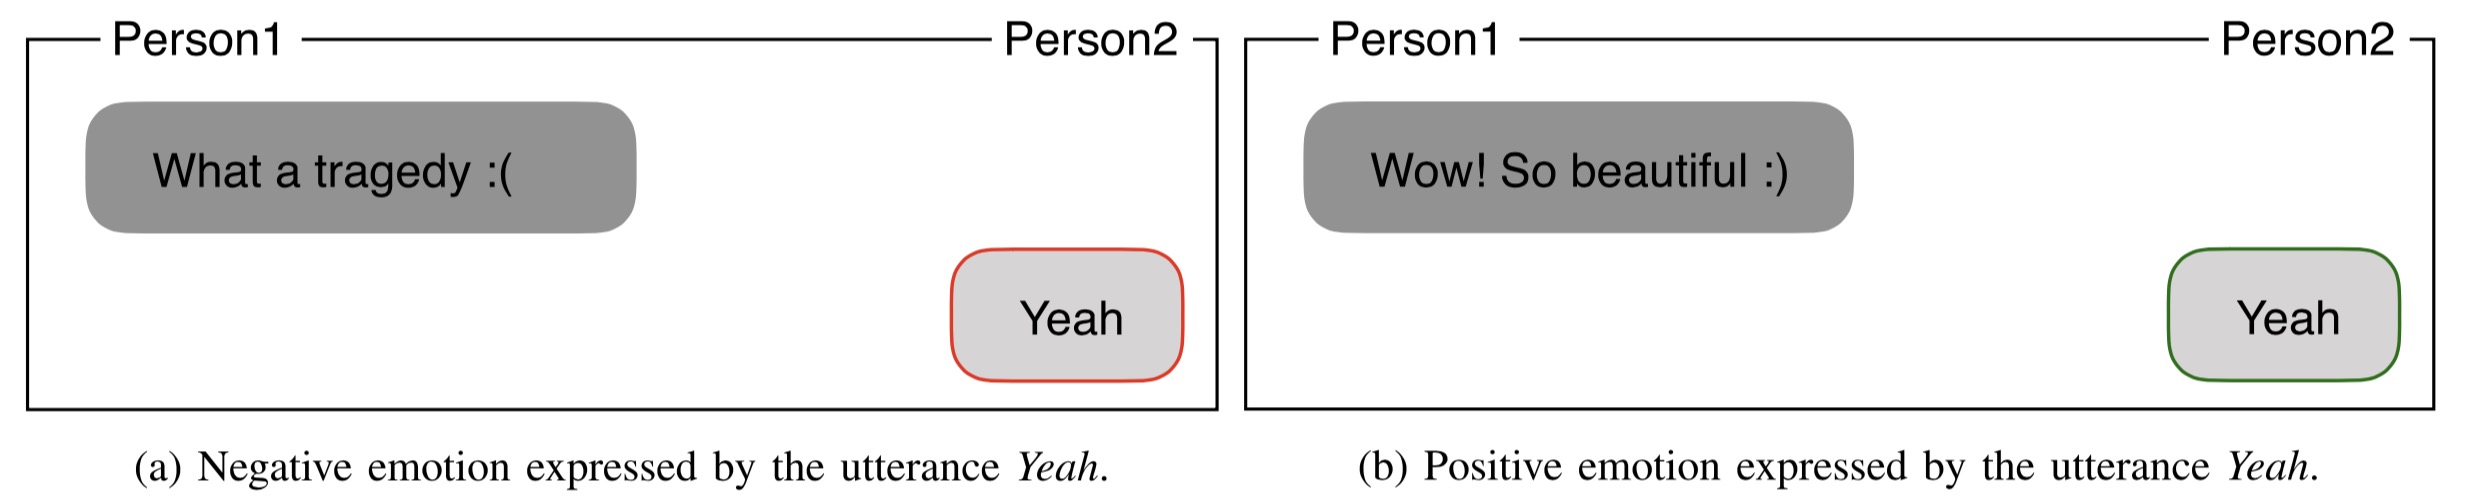 Person1
Person2
What a tragedy :(
Yeah
(a) Negative emotion expressed by the utterance Yeah.
Person1
Person2
Wow! So beautiful :)
Yeah
(b) Positive emotion expressed by the utterance Yeah.